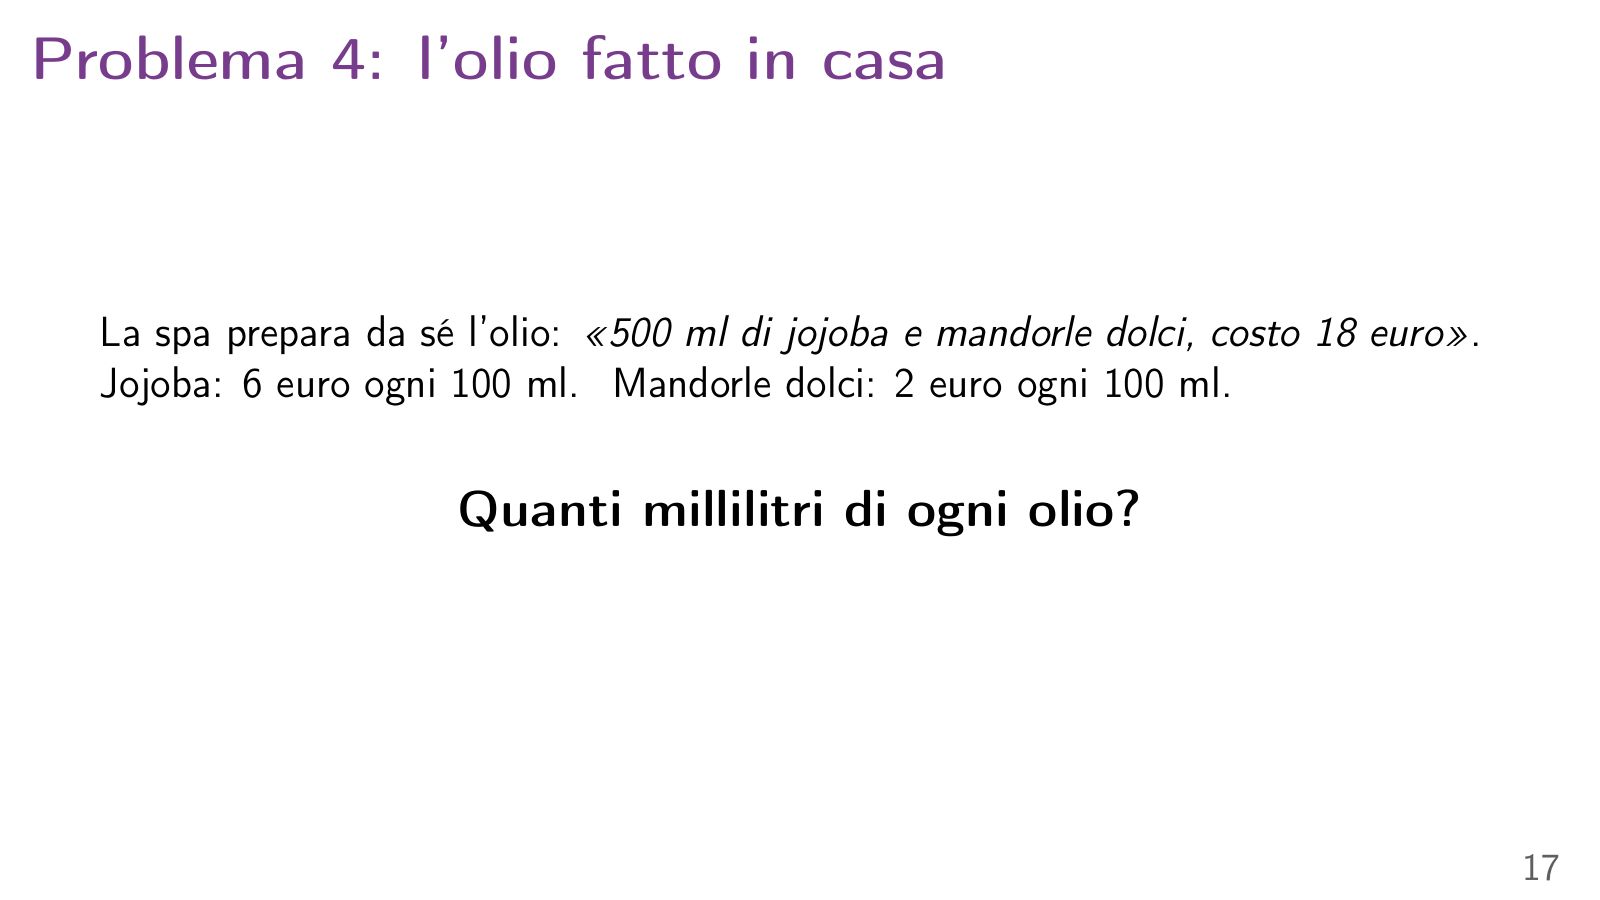 Problema 4: l’olio fatto in casa
La spa prepara da sé l’olio: «500 ml di jojoba e mandorle dolci, costo 18 euro».
Jojoba: 6 euro ogni 100 ml. Mandorle dolci: 2 euro ogni 100 ml.
Quanti millilitri di ogni olio?
17